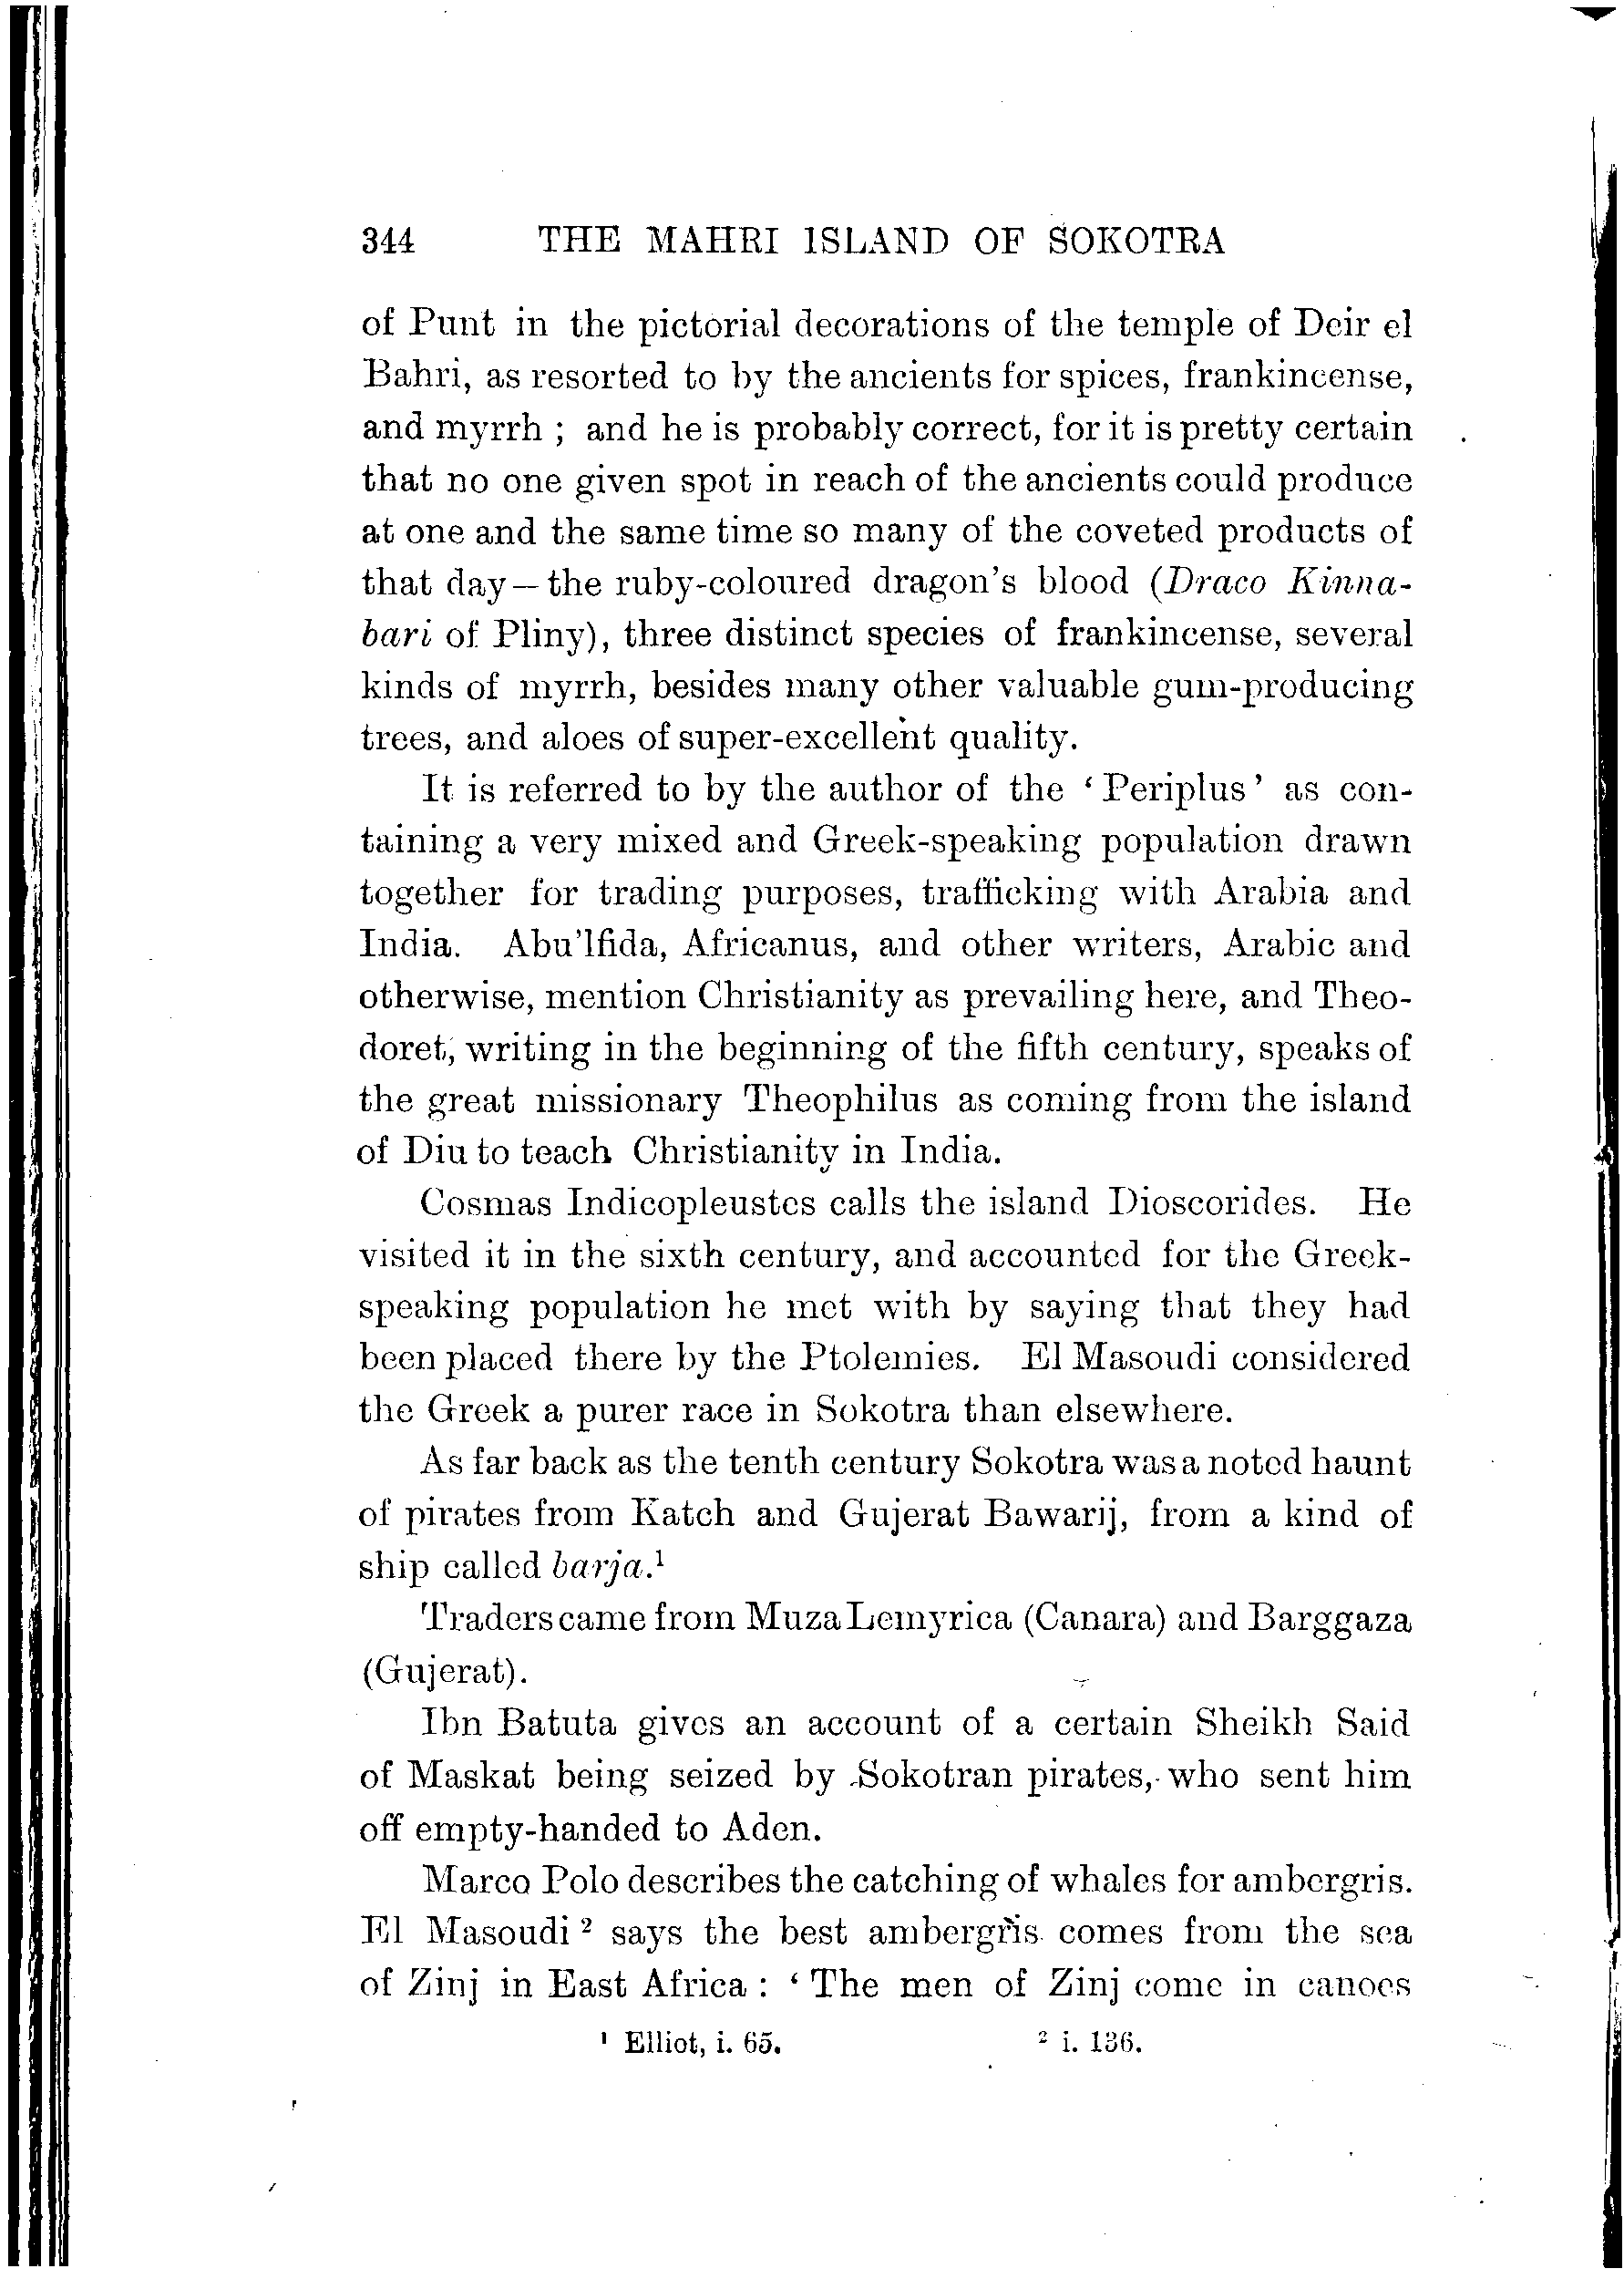 344 THE MAHRI ISLAND OF SOKOTRA
of Punt in the pictorial decorations of the temple of Deir el
Bahri, as resorted to by the ancients for spices, frankincense,
and myrrh ; and he is probably correct, for it is pretty certain
that no one given spot in reach of the ancients could produce
at one and the same time so many of the coveted products of
that day—the ruby-coloured dragon's blood (Draco Kinna-
bari of Pliny), three distinct species of frankincense, several
kinds of myrrh, besides many other valuable gum-producing
trees, and aloes of super-excellent quality.
It is referred to by the author of the ‘Periplus’ as con-
taining a very mixed and Greek-speaking population drawn
together for trading purposes, trafficking with Arabia and
India. Abu'lfida, Africanus, and other writers, Arabic and
otherwise, mention Christianity as prevailing here, and Theo-
doret, writing in the beginning of the fifth century, speaks of
the great missionary Theophilus as coming from the island
of Diu to teach Christianity in India.
Cosmas Indicopleustes calls the island Dioscorides. He
visited it in the sixth century, and accounted for the Greek-
speaking population he met with by saying that they had
been placed there by the Ptolemies. El Masoudi considered
the Greek a purer race in Sokotra than elsewhere.
As far back as the tenth century Sokotra was a noted haunt
of pirates from Katch and Gujerat Bawarij, from a kind of
ship called barja.¹
Traders came from Muza Lemyrica (Canara) and Barggaza
(Gujerat).
Ibn Batuta gives an account of a certain Sheikh Said
of Maskat being seized by Sokotran pirates, who sent him
off empty-handed to Aden.
Marco Polo describes the catching of whales for ambergris.
El Masoudi ² says the best ambergris comes from the sea
of Zinj in East Africa : ‘The men of Zinj come in canoes
¹ Elliot, i. 65. ² i. 136.